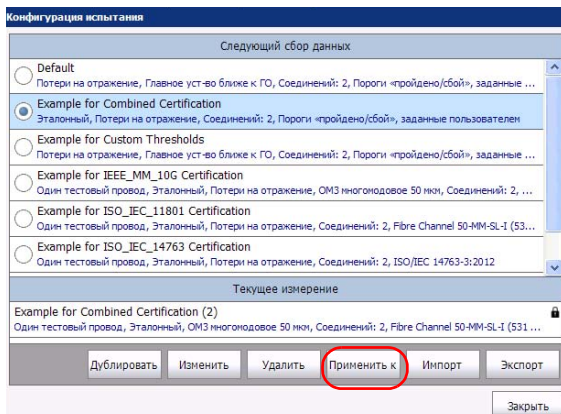 Конфигурация испытания
Следующий сбор данных
Default
Потери на отражение, Главное уст-во ближе к ГО, Соединений: 2, Пороги «пройдено/сбой», заданные ...
Example for Combined Certification
Эталонный, Потери на отражение, Соединений: 2, Пороги «пройдено/сбой», заданные пользователем
Example for Custom Thresholds
Потери на отражение, Главное уст-во ближе к ГО, Соединений: 2, Пороги «пройдено/сбой», заданные ...
Example for IEEE_MM_10G Certification
Один тестовый провод, Эталонный, Потери на отражение, OM3 многомодовое 50 мкм, Соединений: 2, ...
Example for ISO_IEC_11801 Certification
Один тестовый провод, Эталонный, Потери на отражение, Соединений: 2, Fibre Channel 50-MM-SL-I (53...
Example for ISO_IEC_14763 Certification
Один тестовый провод, Эталонный, Потери на отражение, Соединений: 2, ISO/IEC 14763-3:2012
Текущее измерение
Example for Combined Certification (2)
Один тестовый провод, Эталонный, OM3 многомодовое 50 мкм, Соединений: 2, Fibre Channel 50-MM-SL-I (531 ...
Дублировать Изменить Удалить Применить к Импорт Экспорт
Закрыть